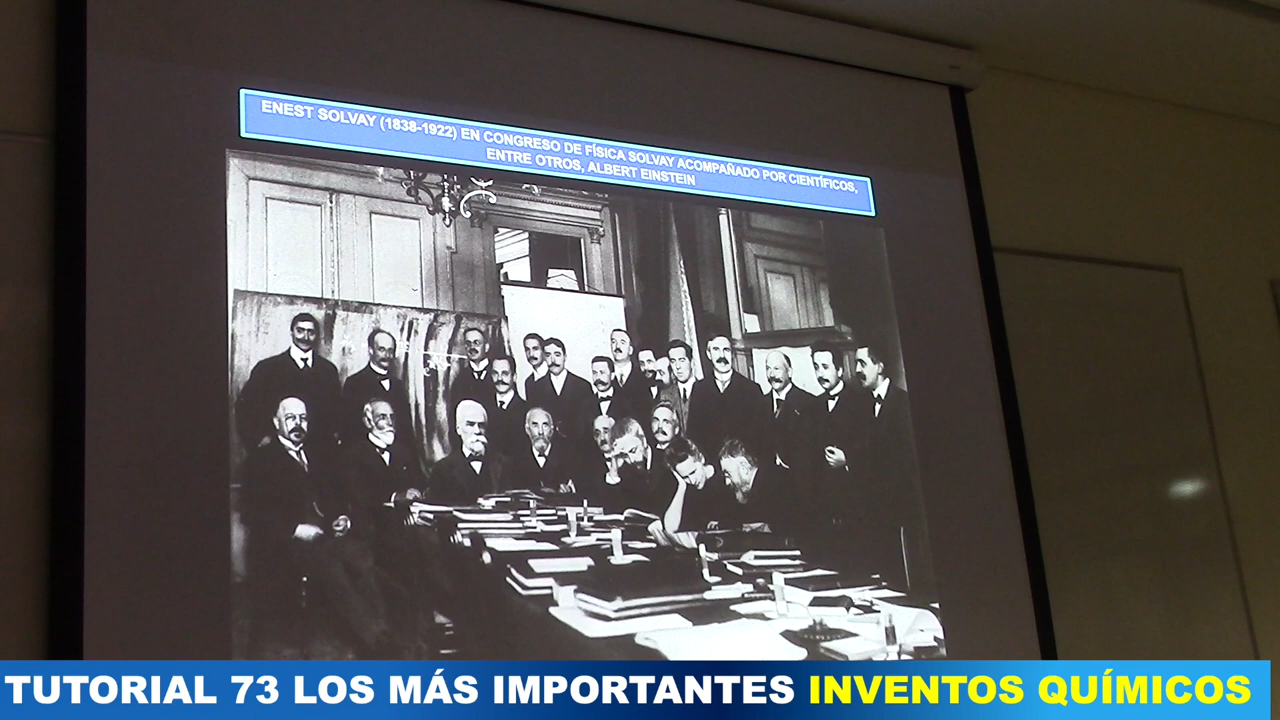 ENEST SOLVAY (1838-1922) EN CONGRESO DE FÍSICA SOLVAY ACOMPAÑADO POR CIENTÍFICOS,
ENTRE OTROS, ALBERT EINSTEIN
TUTORIAL 73 LOS MÁS IMPORTANTES INVENTOS QUÍMICOS